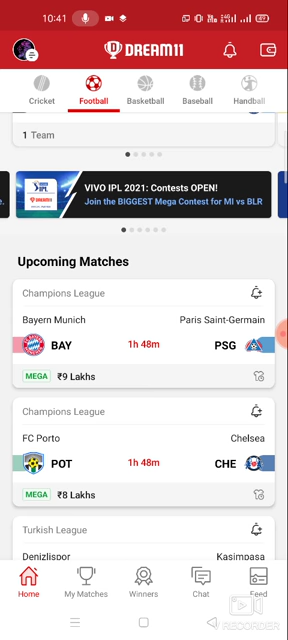 10:41
DREAM11
Cricket
Football
Basketball
Baseball
Handball
1 Team
VIVO IPL 2021: Contests OPEN!
Join the BIGGEST Mega Contest for MI vs BLR
Upcoming Matches
Champions League
Bayern Munich
Paris Saint-Germain
BAY
1h 48m
PSG
MEGA
₹9 Lakhs
Champions League
FC Porto
Chelsea
POT
1h 48m
CHE
MEGA
₹8 Lakhs
Turkish League
Denizlispor
Kasimpasa
Home
My Matches
Winners
Chat
Feed
RECORDER